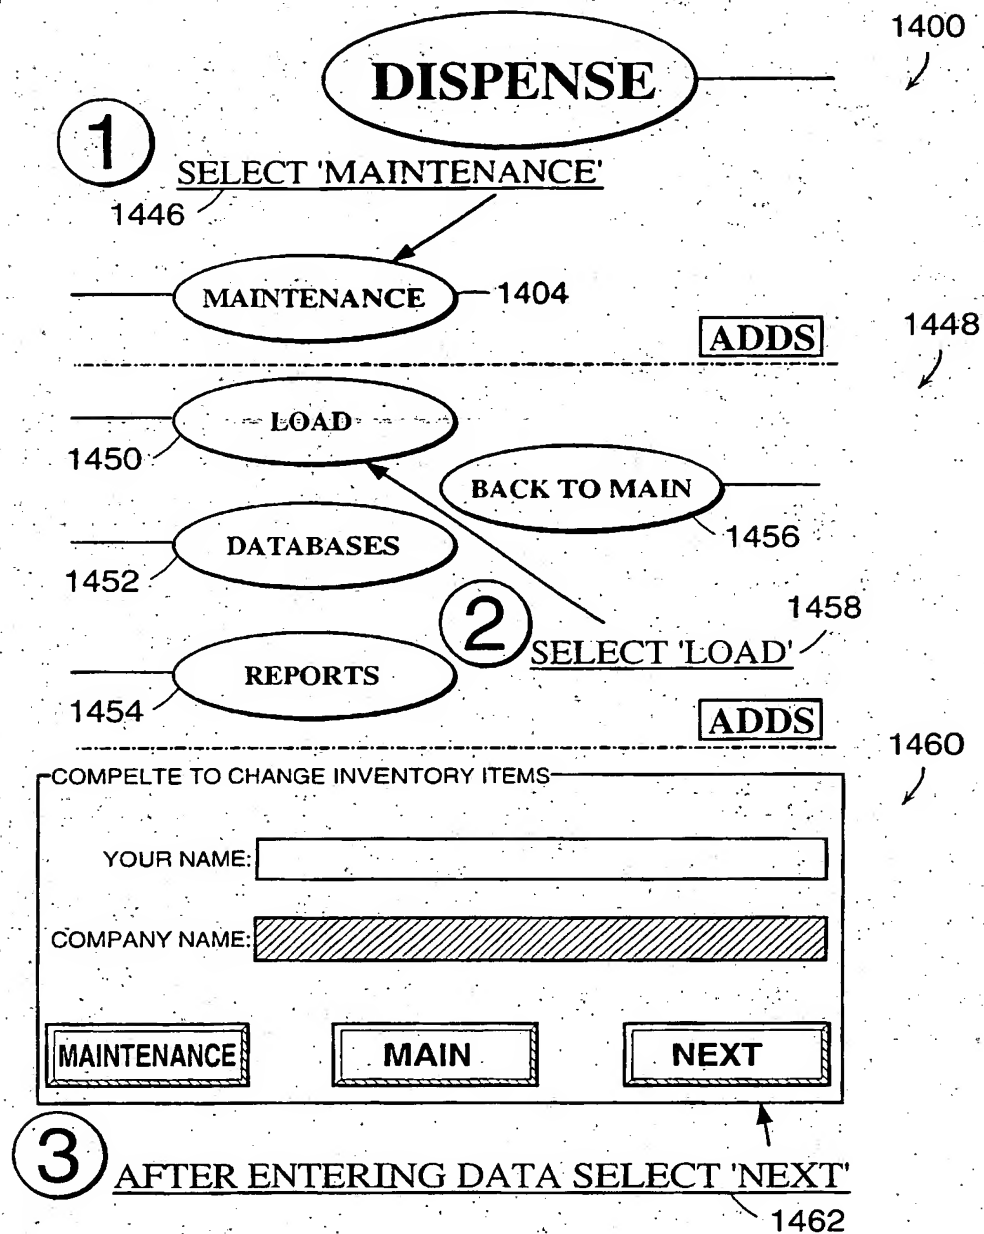 1400
DISPENSE
1
SELECT 'MAINTENANCE'
1446
MAINTENANCE
1404
ADDS
1448
LOAD
1450
BACK TO MAIN
1456
DATABASES
1452
2
1458
SELECT 'LOAD'
REPORTS
1454
ADDS
1460
COMPELTE TO CHANGE INVENTORY ITEMS
YOUR NAME:
COMPANY NAME:
MAINTENANCE
MAIN
NEXT
3
AFTER ENTERING DATA SELECT 'NEXT'
1462